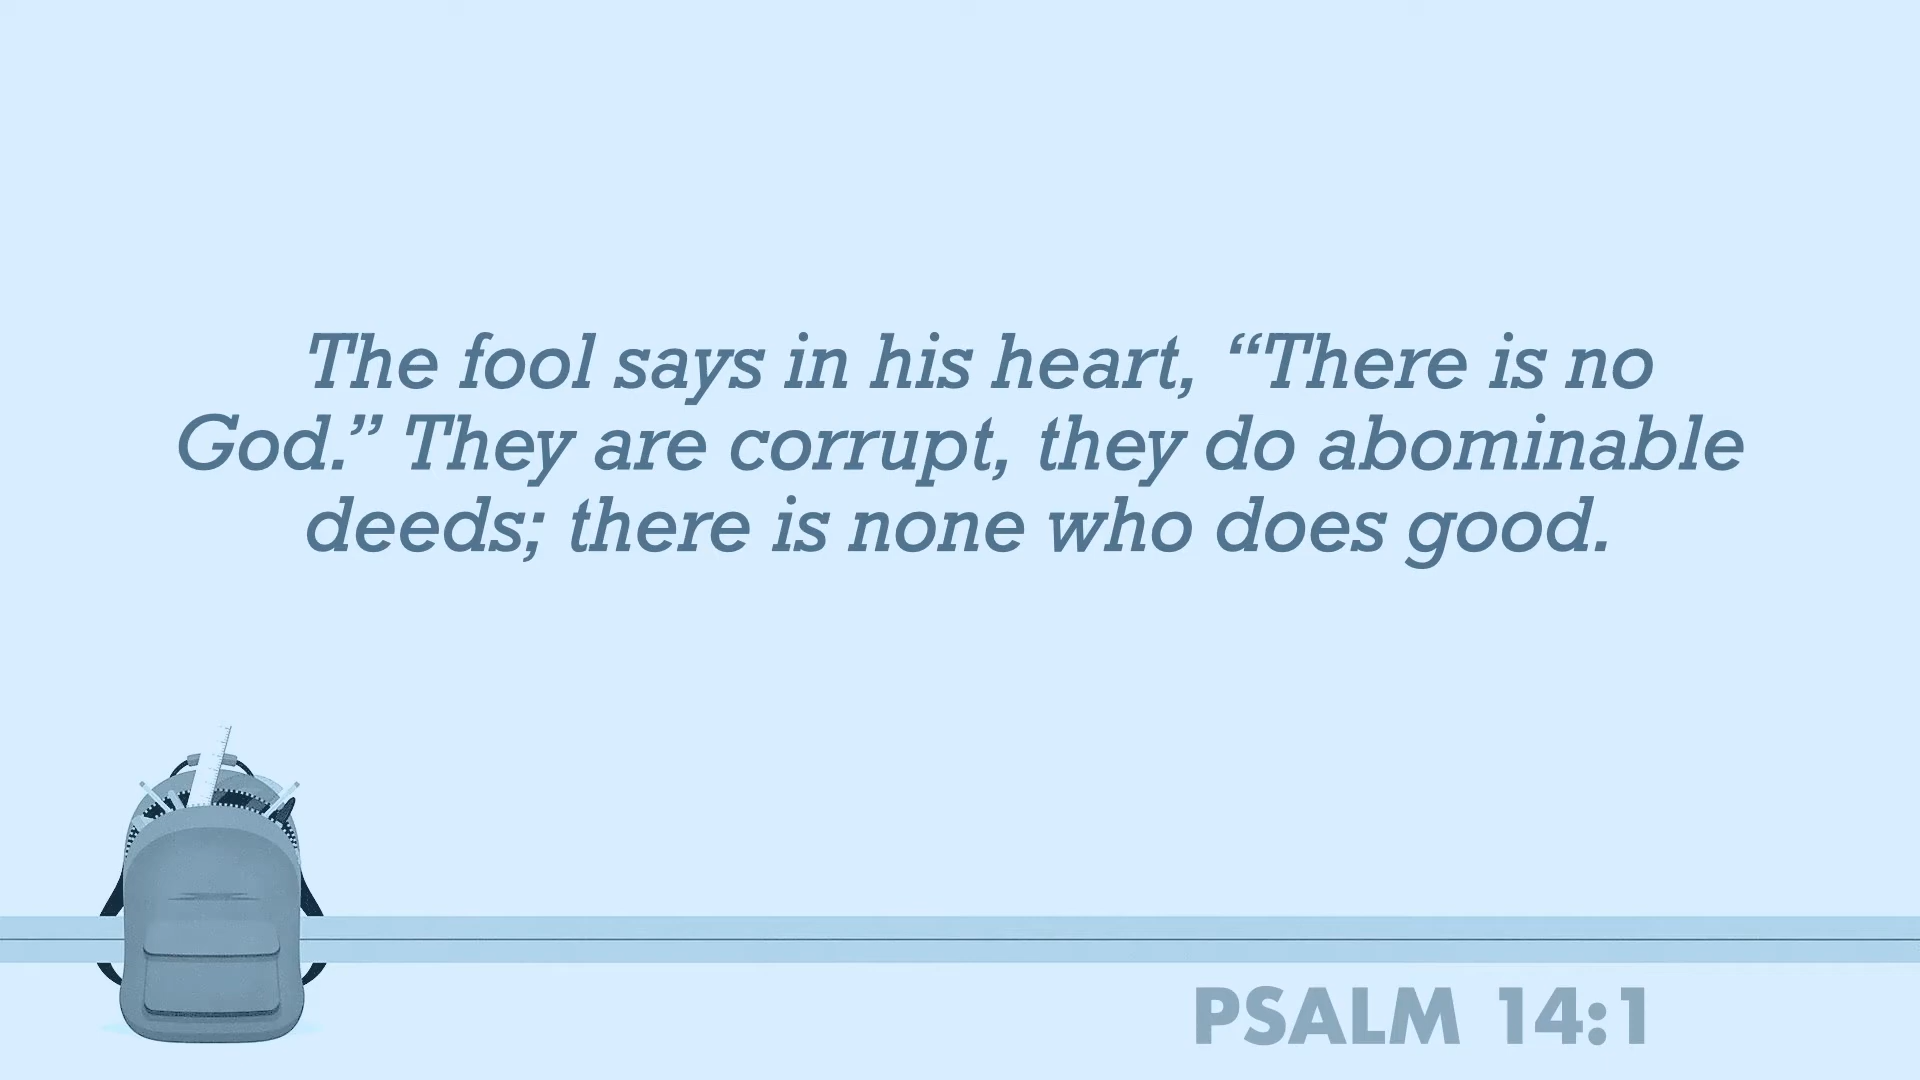 The fool says in his heart, “There is no
God.” They are corrupt, they do abominable
deeds; there is none who does good.
PSALM 14:1